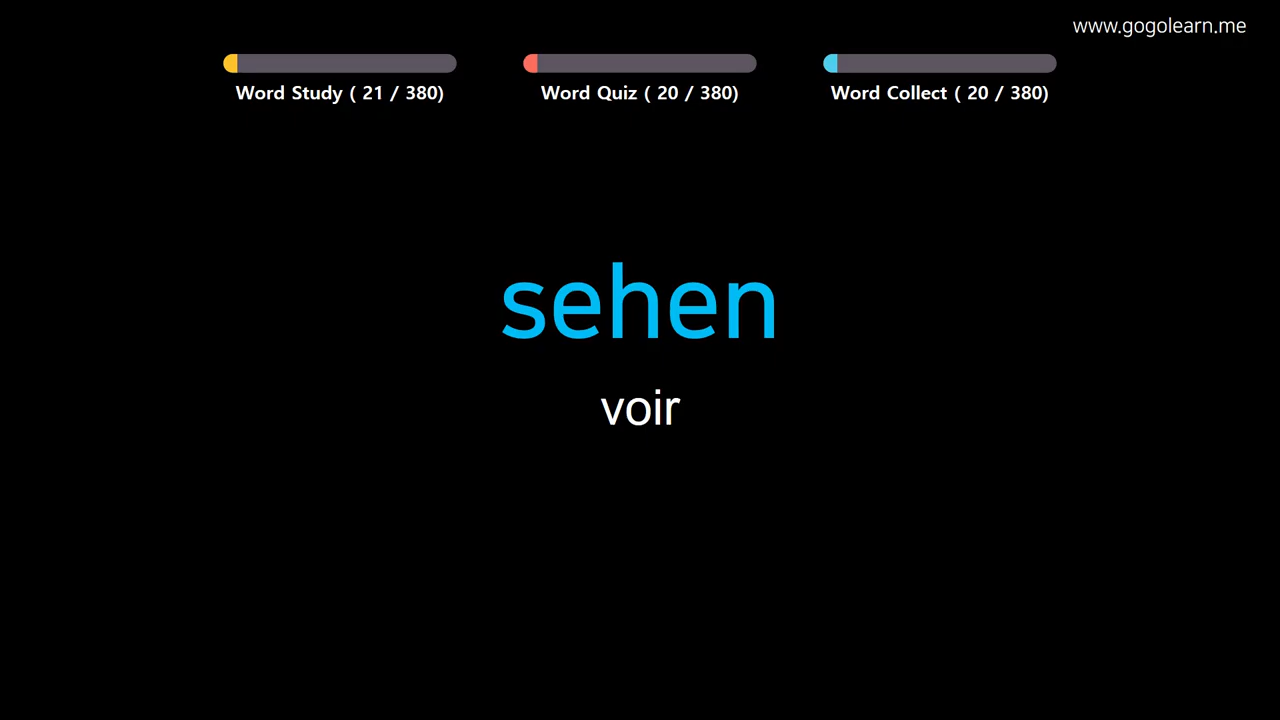 www.gogolearn.me
Word Study ( 21 / 380)
Word Quiz ( 20 / 380)
Word Collect ( 20 / 380)
sehen
voir